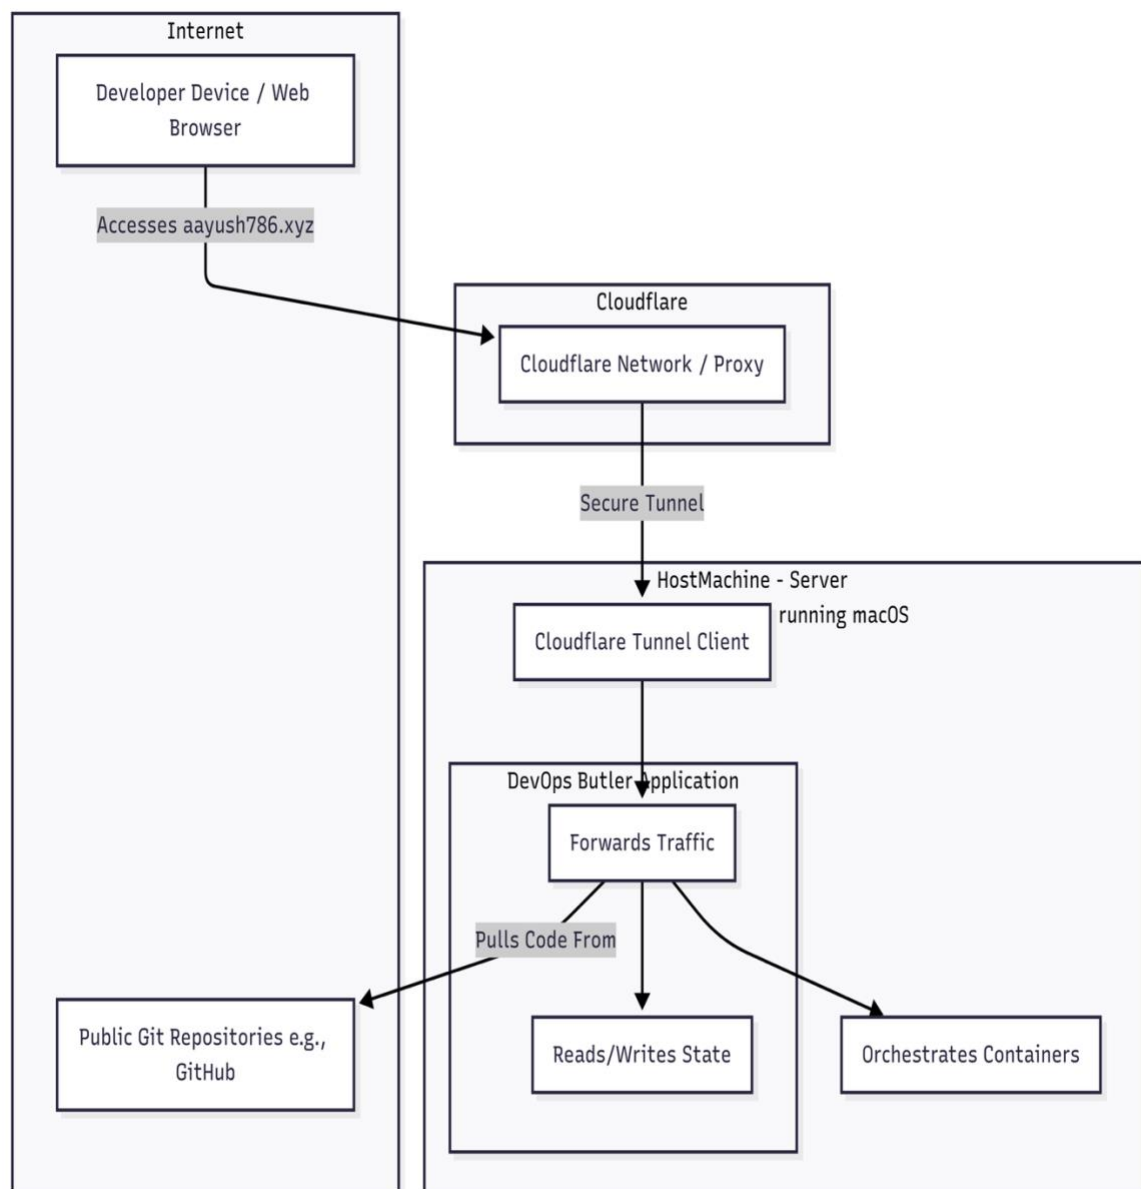 Internet
Developer Device / Web
Browser
Accesses aayush786.xyz
Cloudflare
Cloudflare Network / Proxy
Secure Tunnel
HostMachine - Server
running macOS
Cloudflare Tunnel Client
DevOps Butler Application
Forwards Traffic
Pulls Code From
Public Git Repositories e.g.,
GitHub
Reads/Writes State
Orchestrates Containers